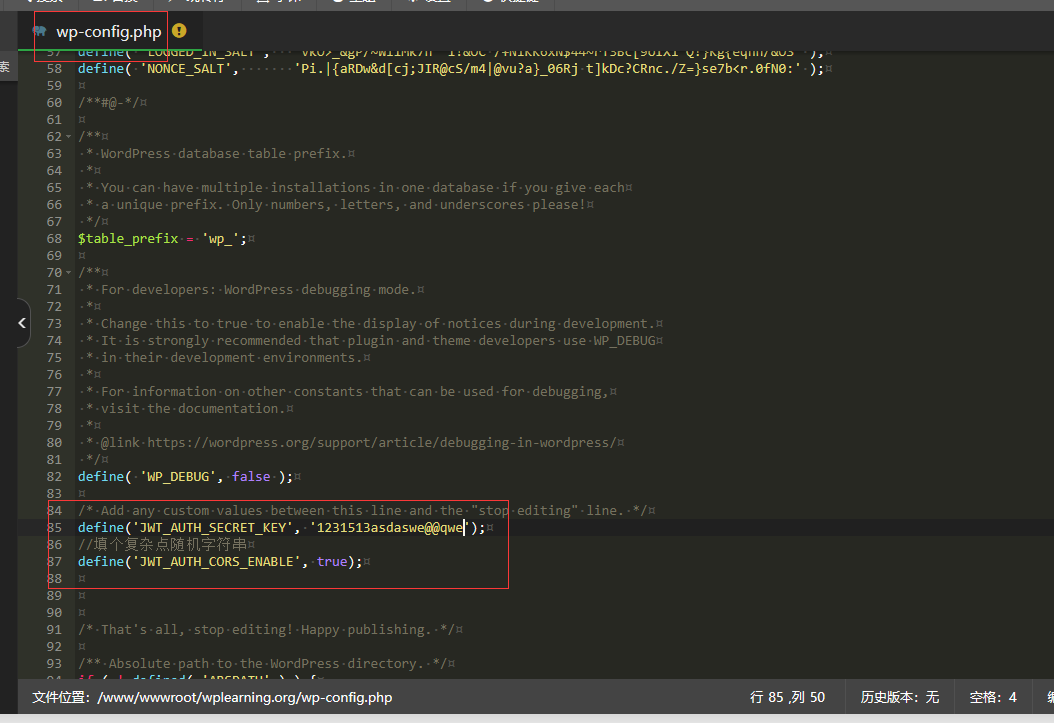 wp-config.php
58 define( 'NONCE_SALT',       'Pi.|{aRDw&d[cj;JIR@cS/m4|@vu?a}_06Rj t]kDc?CRnc./Z=}se7b<r.0fN0:' );
59
60 /**#@-*/
61
62 /**
63  * WordPress database table prefix.
64  *
65  * You can have multiple installations in one database if you give each
66  * a unique prefix. Only numbers, letters, and underscores please!
67  */
68 $table_prefix = 'wp_';
69
70 /**
71  * For developers: WordPress debugging mode.
72  *
73  * Change this to true to enable the display of notices during development.
74  * It is strongly recommended that plugin and theme developers use WP_DEBUG
75  * in their development environments.
76  *
77  * For information on other constants that can be used for debugging,
78  * visit the documentation.
79  *
80  * @link https://wordpress.org/support/article/debugging-in-wordpress/
81  */
82 define( 'WP_DEBUG', false );
83
84 /* Add any custom values between this line and the "stop editing" line. */
85 define('JWT_AUTH_SECRET_KEY', '1231513asdaswe@@qwe');
86 //填个复杂点随机字符串
87 define('JWT_AUTH_CORS_ENABLE', true);
88
89
90
91 /* That's all, stop editing! Happy publishing. */
92
93 /** Absolute path to the WordPress directory. */
文件位置: /www/wwwroot/wplearning.org/wp-config.php 行 85 ,列 50 历史版本: 无 空格: 4